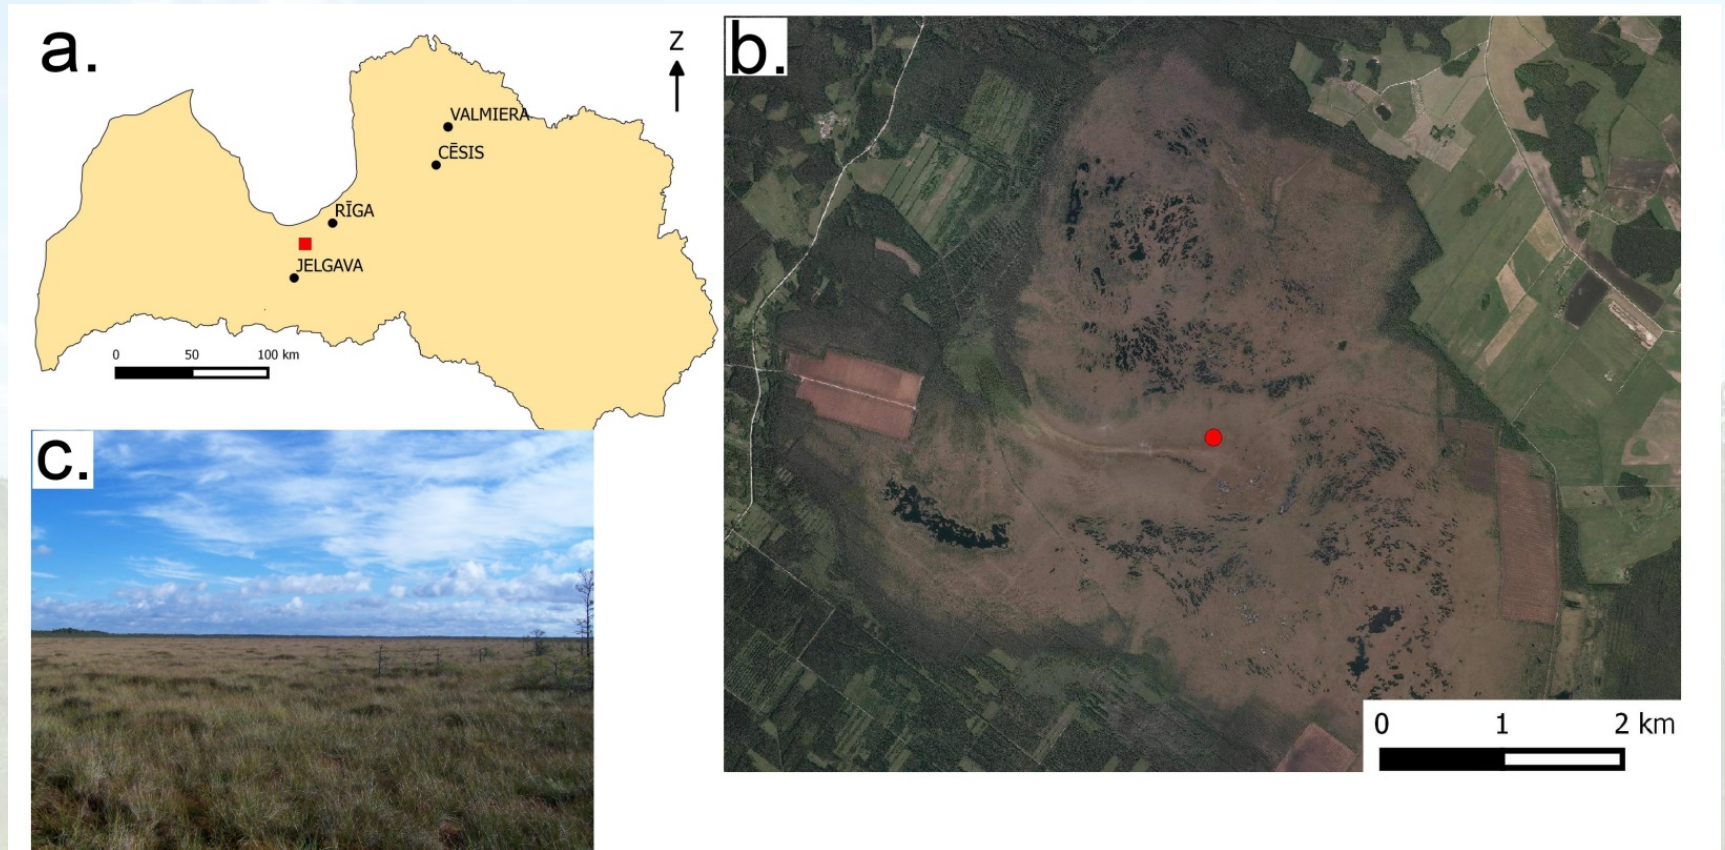 a.
Z
VALMIERA
CĒSIS
RĪGA
JELGAVA
0 50 100 km
b.
0 1 2 km
c.